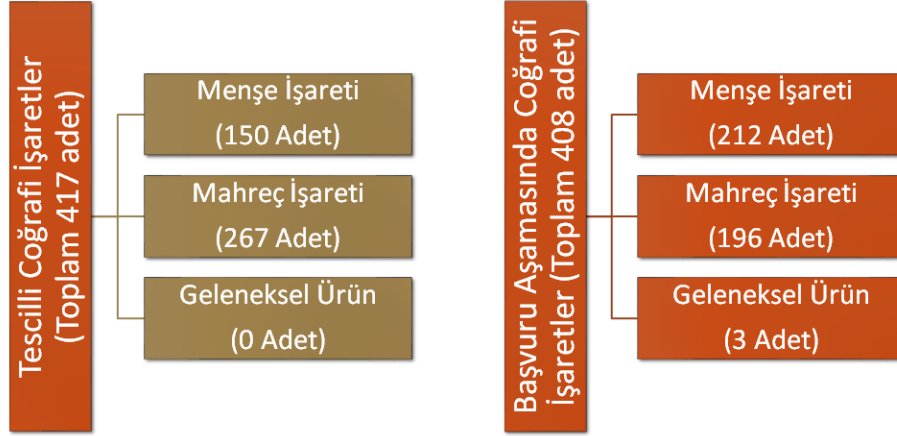 Tescilli Coğrafi İşaretler
(Toplam 417 adet)
Menşe İşareti
(150 Adet)
Mahreç İşareti
(267 Adet)
Geleneksel Ürün
(0 Adet)
Başvuru Aşamasında Coğrafi
İşaretler (Toplam 408 adet)
Menşe İşareti
(212 Adet)
Mahreç İşareti
(196 Adet)
Geleneksel Ürün
(3 Adet)